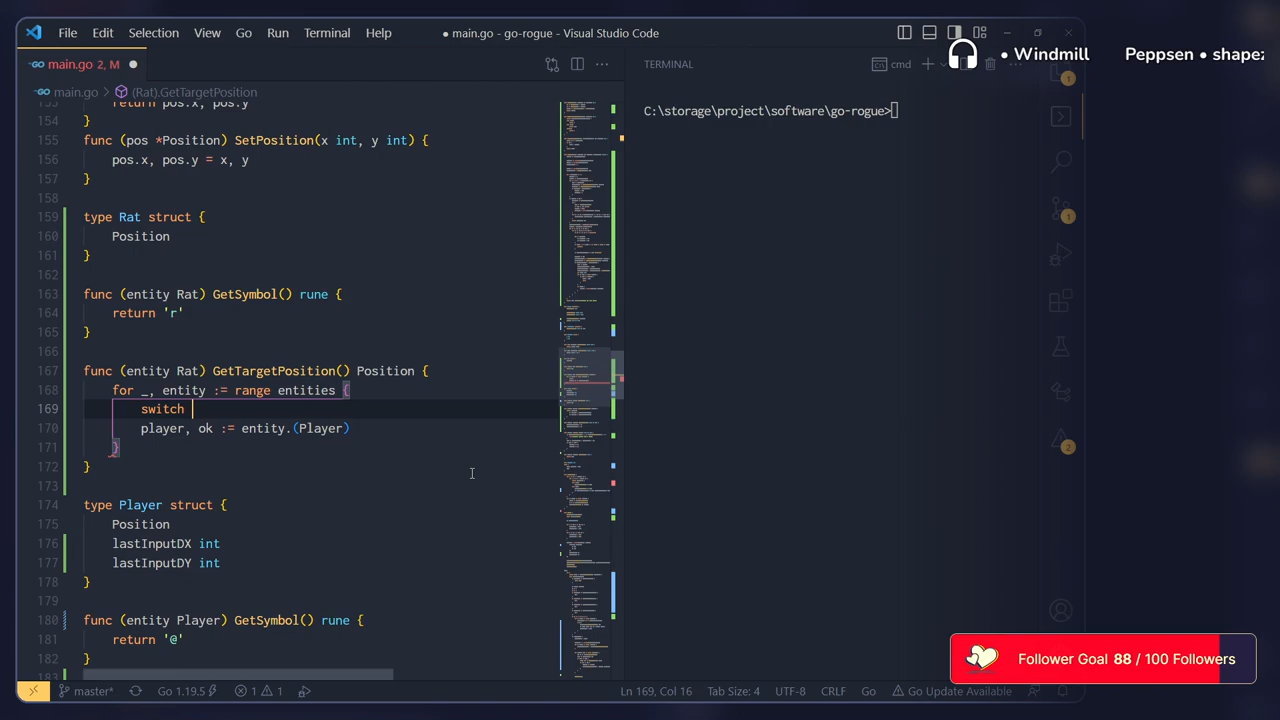 File Edit Selection View Go Run Terminal Help
● main.go - go-rogue - Visual Studio Code
• Windmill Peppsen • shapez
main.go 2, M
TERMINAL
cmd
main.go > (Rat).GetTargetPosition
C:\storage\project\software\go-rogue>
return pos.x, pos.y
154 }
155 func (pos *Position) SetPosition(x int, y int) {
156 pos.x, pos.y = x, y
157 }
158
159 type Rat struct {
160 Position
161 }
162
163 func (entity Rat) GetSymbol() rune {
164 return 'r'
165 }
166
167 func (entity Rat) GetTargetPosition() Position {
168 for _, entity := range entities {
169 switch
170 player, ok := entity.(Player)
171 }
172 }
173
174 type Player struct {
175 Position
176 lastInputDX int
177 lastInputDY int
178 }
179
180 func (entity Player) GetSymbol() rune {
181 return '@'
182 }
1
1
2
Follower Goal 88 / 100 Followers
master* Go 1.19.5 1 1 Ln 169, Col 16 Tab Size: 4 UTF-8 CRLF Go Go Update Available